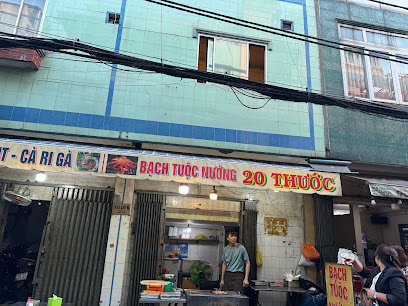 - CÀ RI GÀ
BẠCH TUỘC NƯỚNG 20 THƯỚC
BẠCH
TUỘC